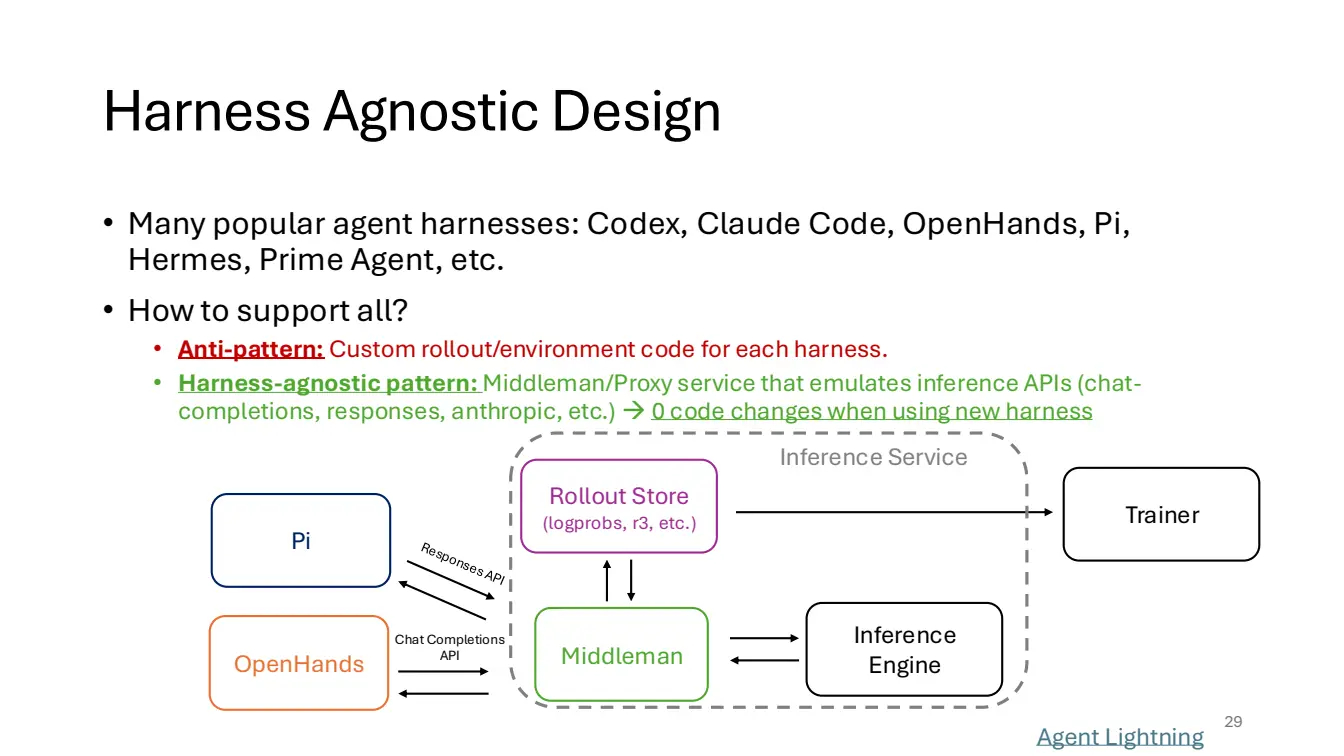 Harness Agnostic Design
• Many popular agent harnesses: Codex, Claude Code, OpenHands, Pi,
Hermes, Prime Agent, etc.
• How to support all?
• Anti-pattern: Custom rollout/environment code for each harness.
• Harness-agnostic pattern: Middleman/Proxy service that emulates inference APIs (chat-
completions, responses, anthropic, etc.) → 0 code changes when using new harness
Inference Service
Rollout Store
(logprobs, r3, etc.)
Trainer
Pi
Responses API
OpenHands
Chat Completions
API
Middleman
Inference
Engine
Agent Lightning
29